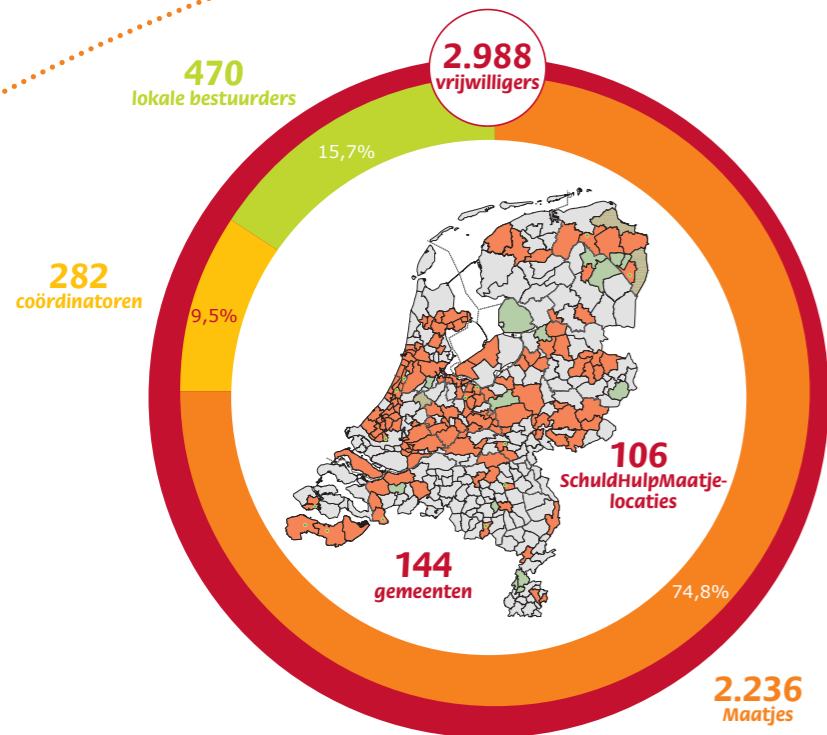 2.988
vrijwilligers
470
lokale bestuurders
15,7%
282
coördinatoren
9,5%
106
SchuldHulpMaatje-
locaties
144
gemeenten
74,8%
2.236
Maatjes